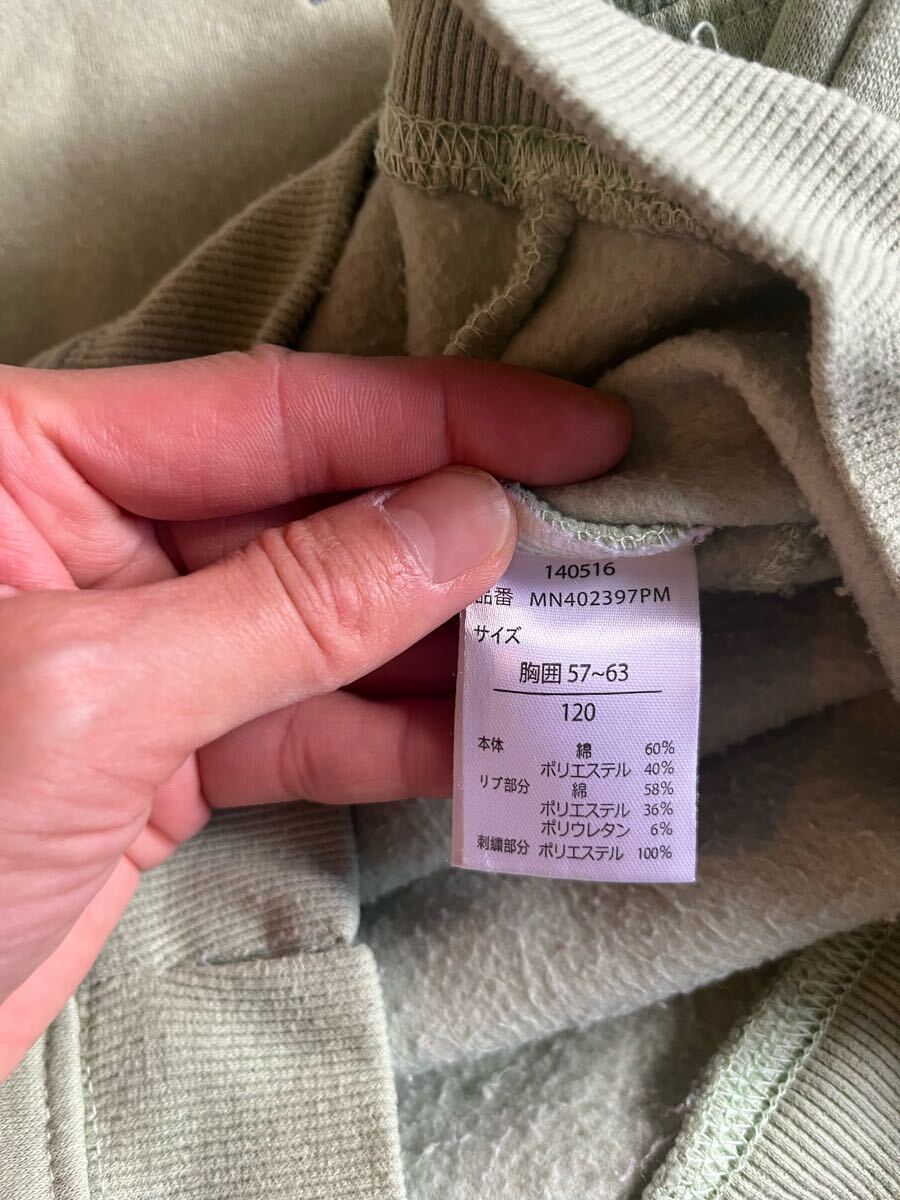 140516
品番 MN402397PM
サイズ
胸囲 57~63
120
本体 綿 60%
ポリエステル 40%
リブ部分 綿 58%
ポリエステル 36%
ポリウレタン 6%
刺繍部分 ポリエステル 100%